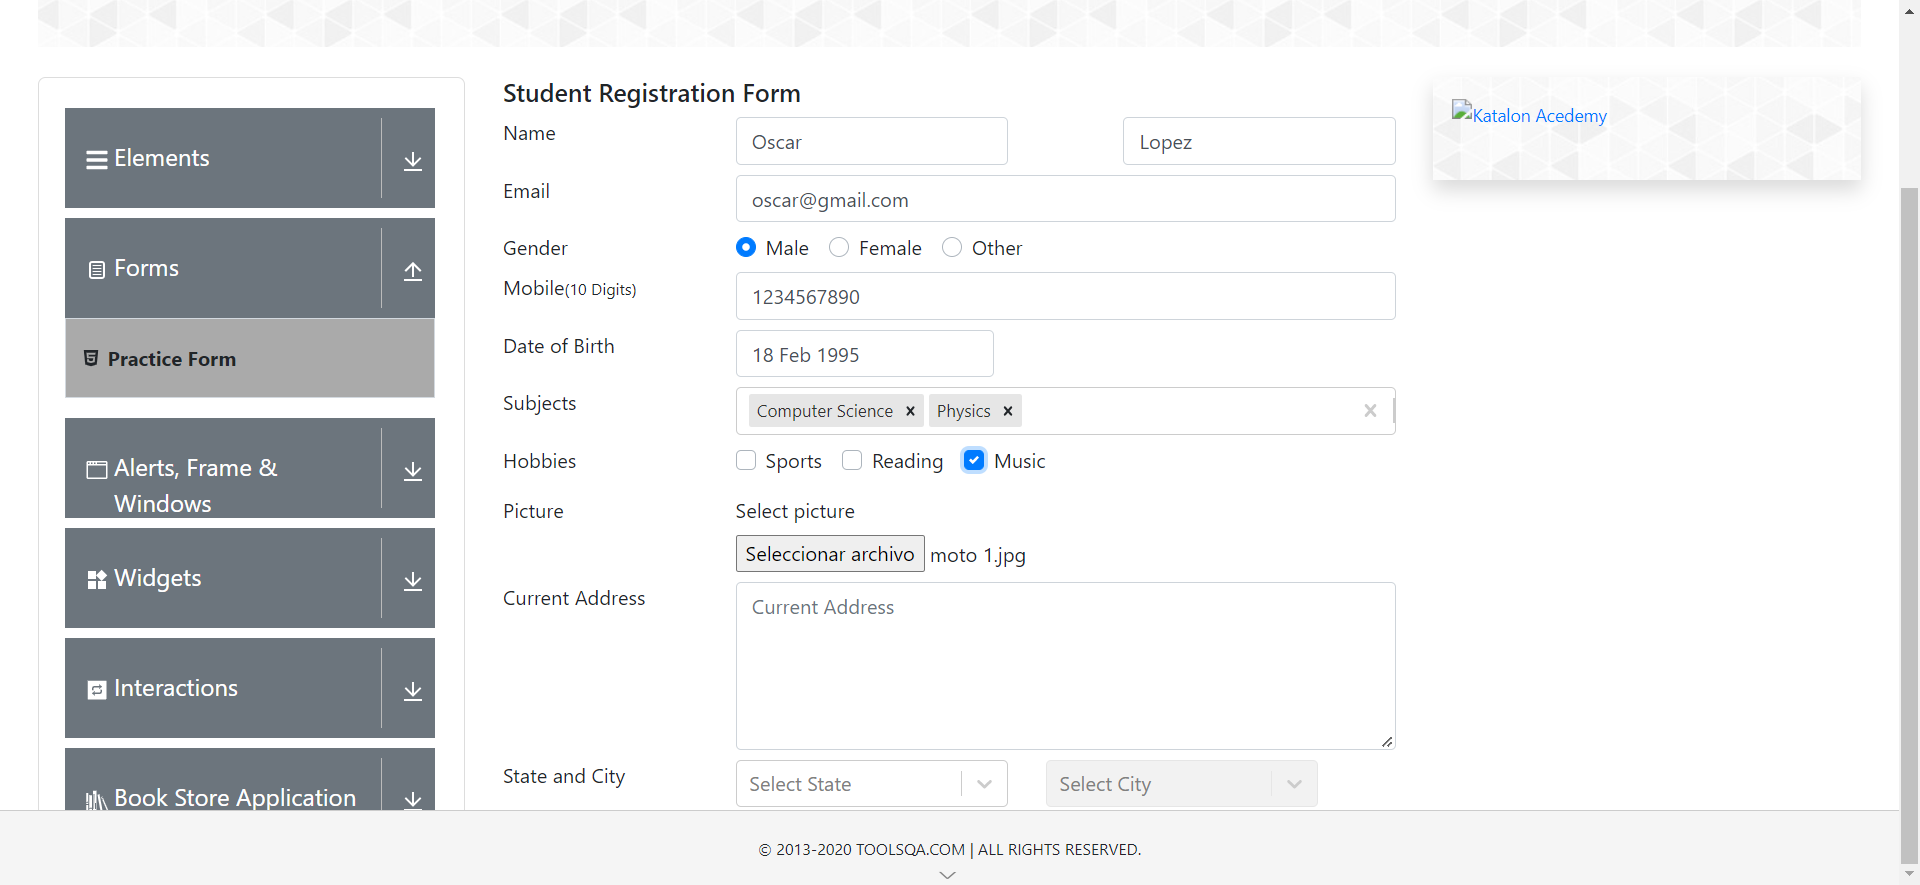 Elements
Forms
Practice Form
Alerts, Frame &
Windows
Widgets
Interactions
Book Store Application
Student Registration Form
Name
Oscar
Lopez
Email
oscar@gmail.com
Gender
Male
Female
Other
Mobile(10 Digits)
1234567890
Date of Birth
18 Feb 1995
Subjects
Computer Science
Physics
Hobbies
Sports
Reading
Music
Picture
Select picture
Seleccionar archivo moto 1.jpg
Current Address
Current Address
State and City
Select State
Select City
Katalon Acedemy
© 2013-2020 TOOLSQA.COM | ALL RIGHTS RESERVED.